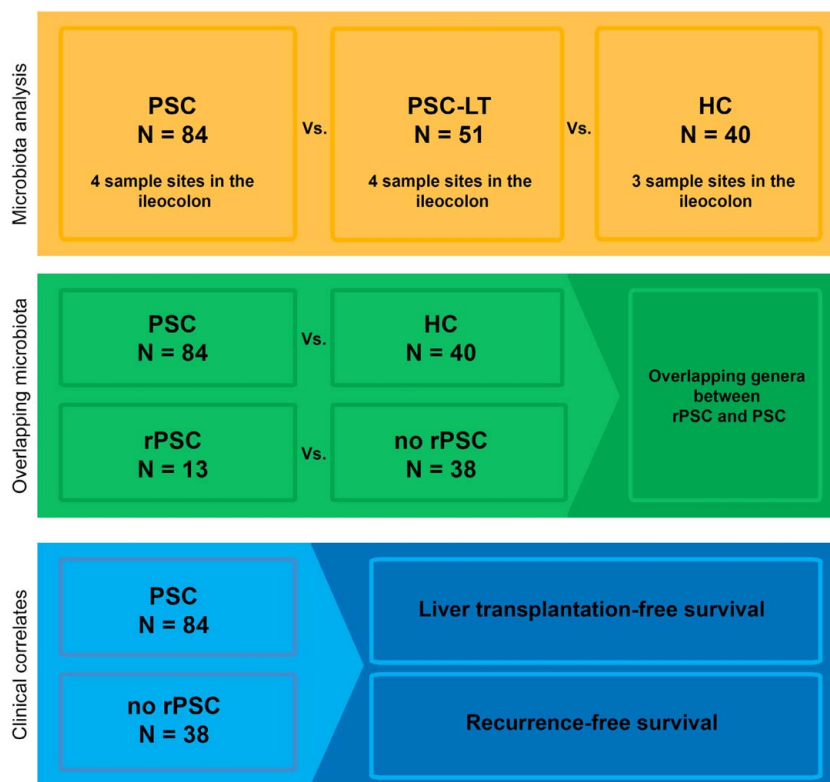 Microbiota analysis
PSC
N = 84
4 sample sites in the
ileocolon
Vs.
PSC-LT
N = 51
4 sample sites in the
ileocolon
Vs.
HC
N = 40
3 sample sites in the
ileocolon
Overlapping microbiota
PSC
N = 84
Vs.
HC
N = 40
rPSC
N = 13
Vs.
no rPSC
N = 38
Overlapping genera
between
rPSC and PSC
Clinical correlates
PSC
N = 84
Liver transplantation-free survival
no rPSC
N = 38
Recurrence-free survival